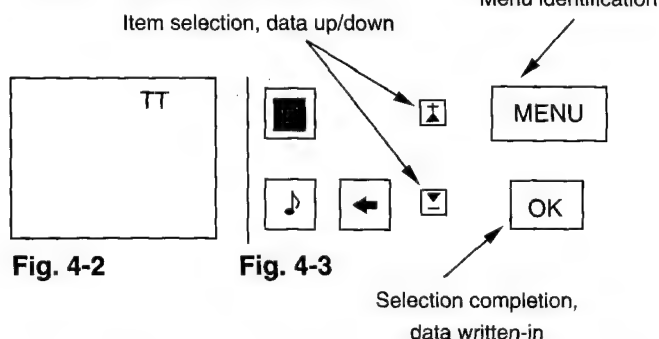 Menu identification
Item selection, data up/down
TT
MENU
OK
Fig. 4-2
Fig. 4-3
Selection completion,
data written-in